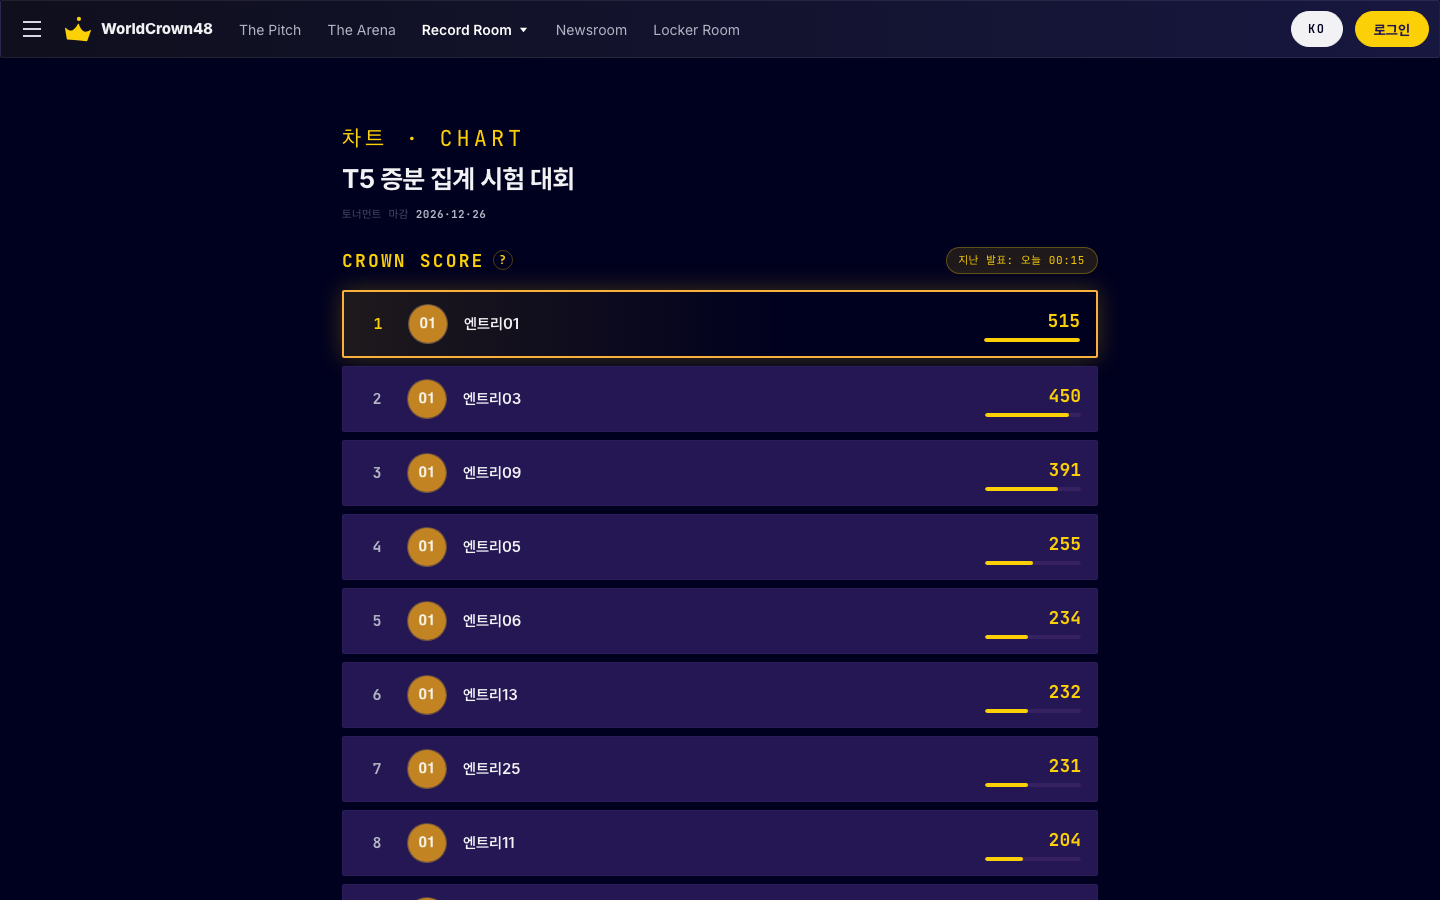 WorldCrown48 The Pitch The Arena Record Room Newsroom Locker Room KO 로그인
차트 · CHART
T5 증분 집계 시험 대회
토너먼트 마감 2026·12·26
CROWN SCORE ? 지난 발표: 오늘 00:15
1 01 엔트리01 515
2 01 엔트리03 450
3 01 엔트리09 391
4 01 엔트리05 255
5 01 엔트리06 234
6 01 엔트리13 232
7 01 엔트리25 231
8 01 엔트리11 204